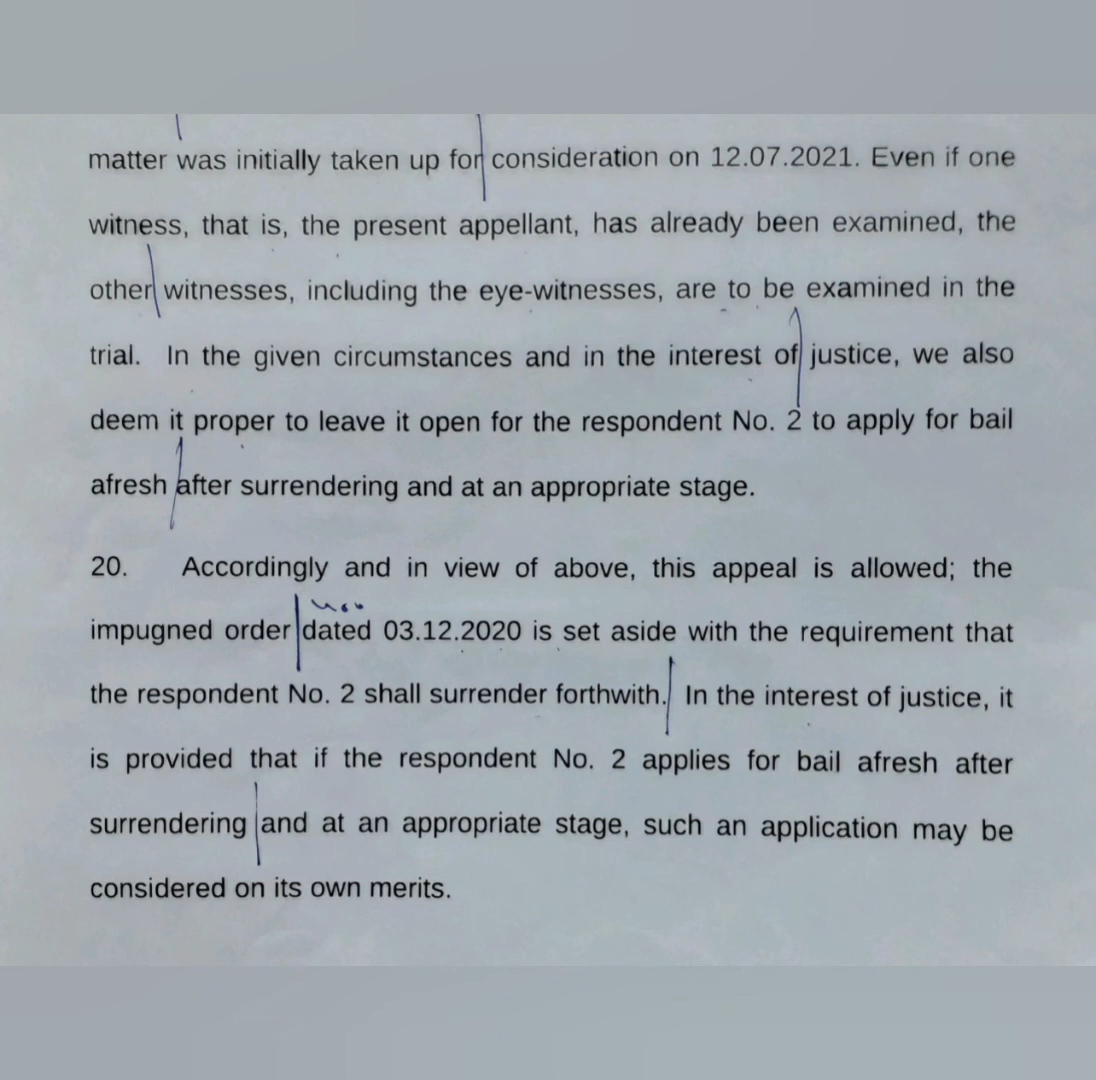 matter was initially taken up for consideration on 12.07.2021. Even if one
witness, that is, the present appellant, has already been examined, the
other witnesses, including the eye-witnesses, are to be examined in the
trial. In the given circumstances and in the interest of justice, we also
deem it proper to leave it open for the respondent No. 2 to apply for bail
afresh after surrendering and at an appropriate stage.
20. Accordingly and in view of above, this appeal is allowed; the
impugned order dated 03.12.2020 is set aside with the requirement that
the respondent No. 2 shall surrender forthwith. In the interest of justice, it
is provided that if the respondent No. 2 applies for bail afresh after
surrendering and at an appropriate stage, such an application may be
considered on its own merits.